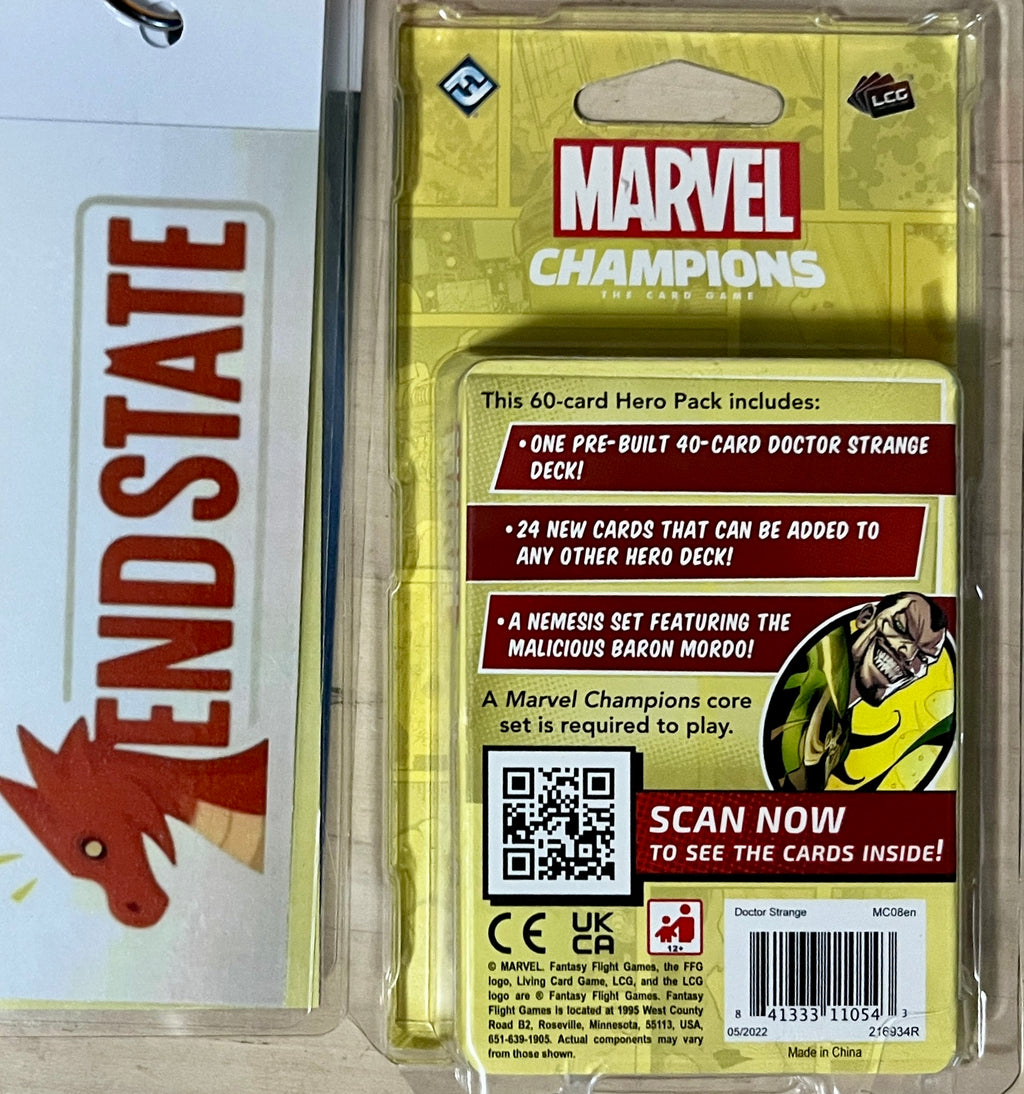 ENDSTATE
LCG
MARVEL
CHAMPIONS
THE CARD GAME
This 60-card Hero Pack includes:
• ONE PRE-BUILT 40-CARD DOCTOR STRANGE
DECK!
• 24 NEW CARDS THAT CAN BE ADDED TO
ANY OTHER HERO DECK!
• A NEMESIS SET FEATURING THE
MALICIOUS BARON MORDO!
A Marvel Champions core
set is required to play.
SCAN NOW
TO SEE THE CARDS INSIDE!
CE UK
CA
12+
© MARVEL. Fantasy Flight Games, the FFG
logo, Living Card Game, LCG, and the LCG
logo are ® Fantasy Flight Games. Fantasy
Flight Games is located at 1995 West County
Road B2, Roseville, Minnesota, 55113, USA,
651-639-1905. Actual components may vary
from those shown.
Doctor Strange MC08en
8 41333 11054 3
05/2022 216934R
Made in China